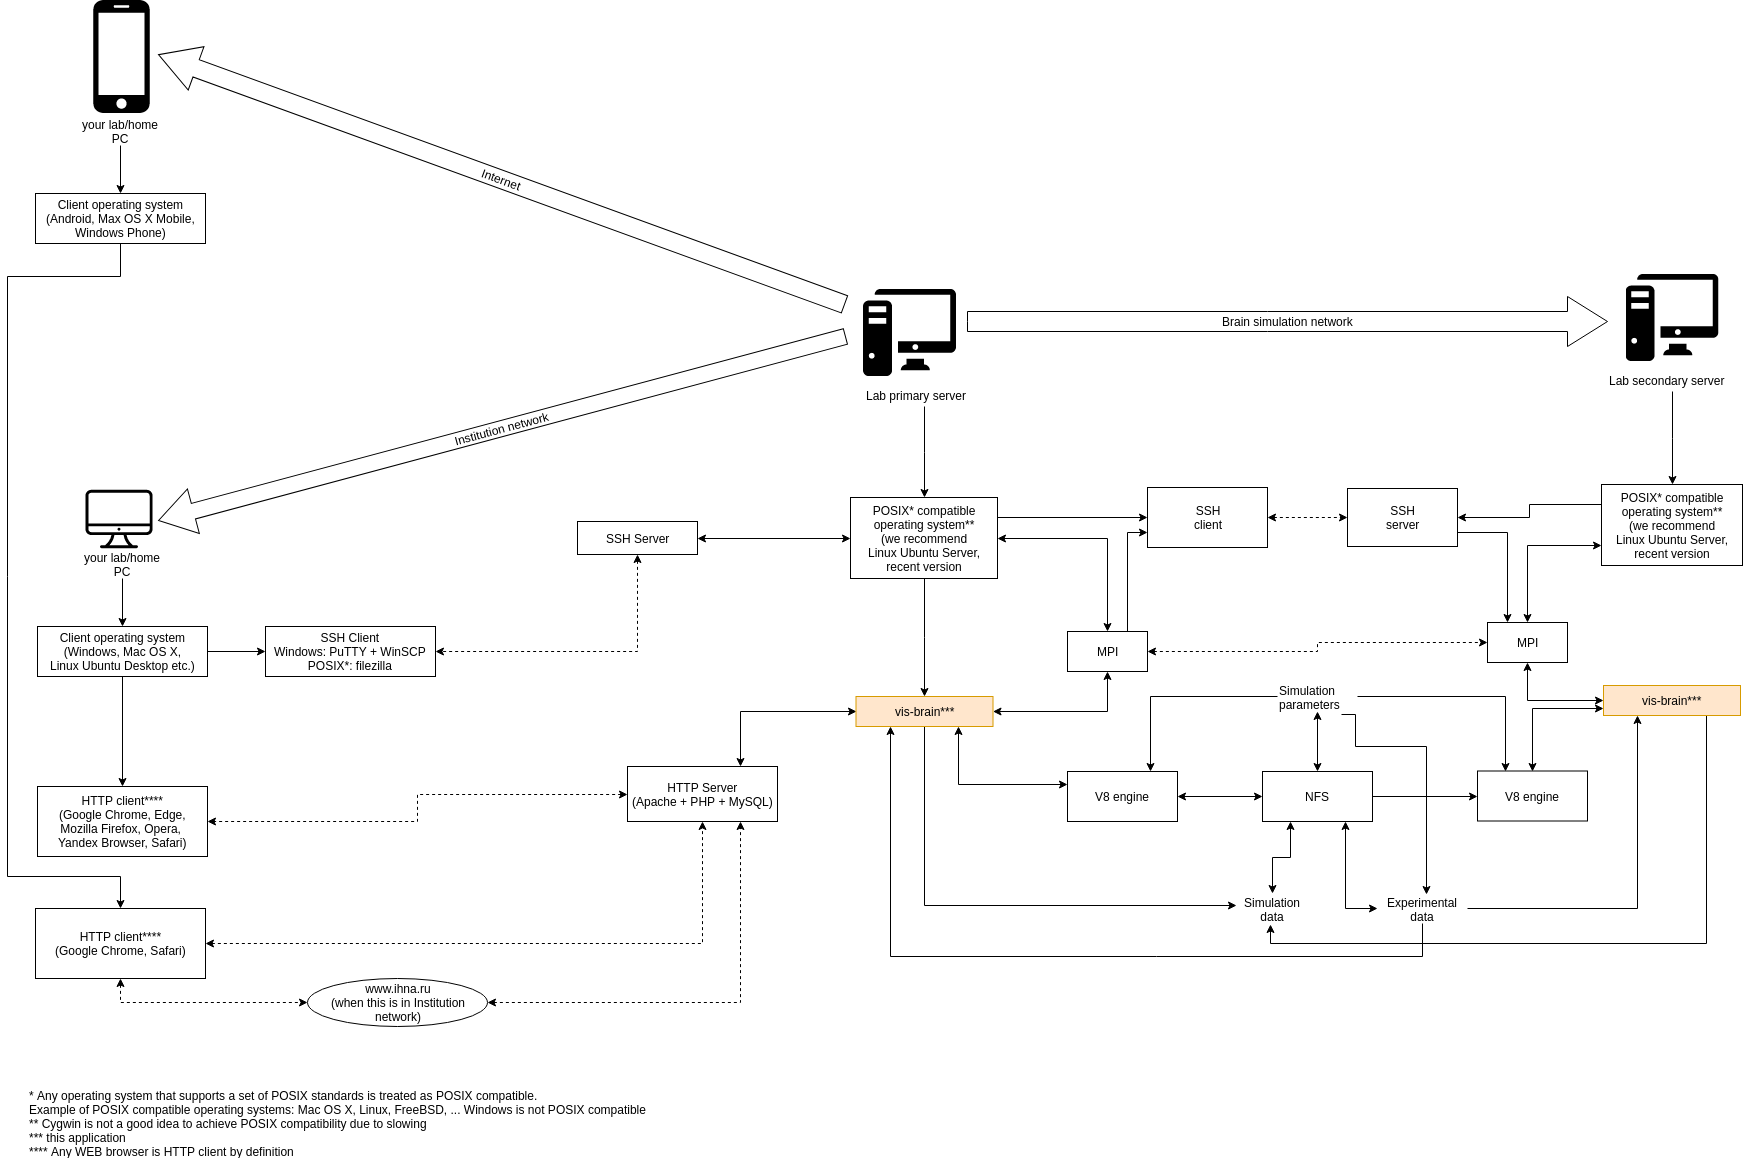 your lab/home
PC
Client operating system
(Android, Max OS X Mobile,
Windows Phone)
Internet
Institution network
Brain simulation network
Lab primary server
Lab secondary server
your lab/home
PC
Client operating system
(Windows, Mac OS X,
Linux Ubuntu Desktop etc.)
SSH Client
Windows: PuTTY + WinSCP
POSIX*: filezilla
SSH Server
POSIX* compatible
operating system**
(we recommend
Linux Ubuntu Server,
recent version
SSH
client
SSH
server
POSIX* compatible
operating system**
(we recommend
Linux Ubuntu Server,
recent version
MPI
MPI
vis-brain***
Simulation
parameters
vis-brain***
HTTP client****
(Google Chrome, Edge,
Mozilla Firefox, Opera,
Yandex Browser, Safari)
HTTP Server
(Apache + PHP + MySQL)
V8 engine
NFS
V8 engine
Simulation
data
Experimental
data
HTTP client****
(Google Chrome, Safari)
www.ihna.ru
(when this is in Institution
network)
* Any operating system that supports a set of POSIX standards is treated as POSIX compatible.
Example of POSIX compatible operating systems: Mac OS X, Linux, FreeBSD, ... Windows is not POSIX compatible
** Cygwin is not a good idea to achieve POSIX compatibility due to slowing
*** this application
**** Any WEB browser is HTTP client by definition